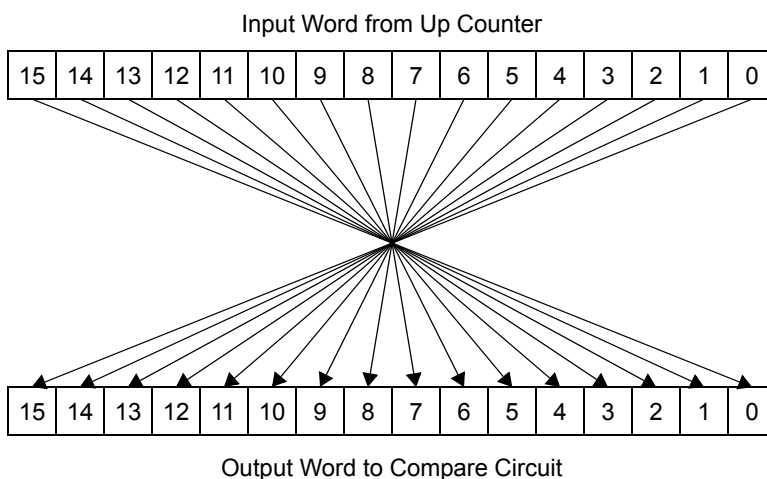 Input Word from Up Counter
15 14 13 12 11 10 9 8 7 6 5 4 3 2 1 0
15 14 13 12 11 10 9 8 7 6 5 4 3 2 1 0
Output Word to Compare Circuit